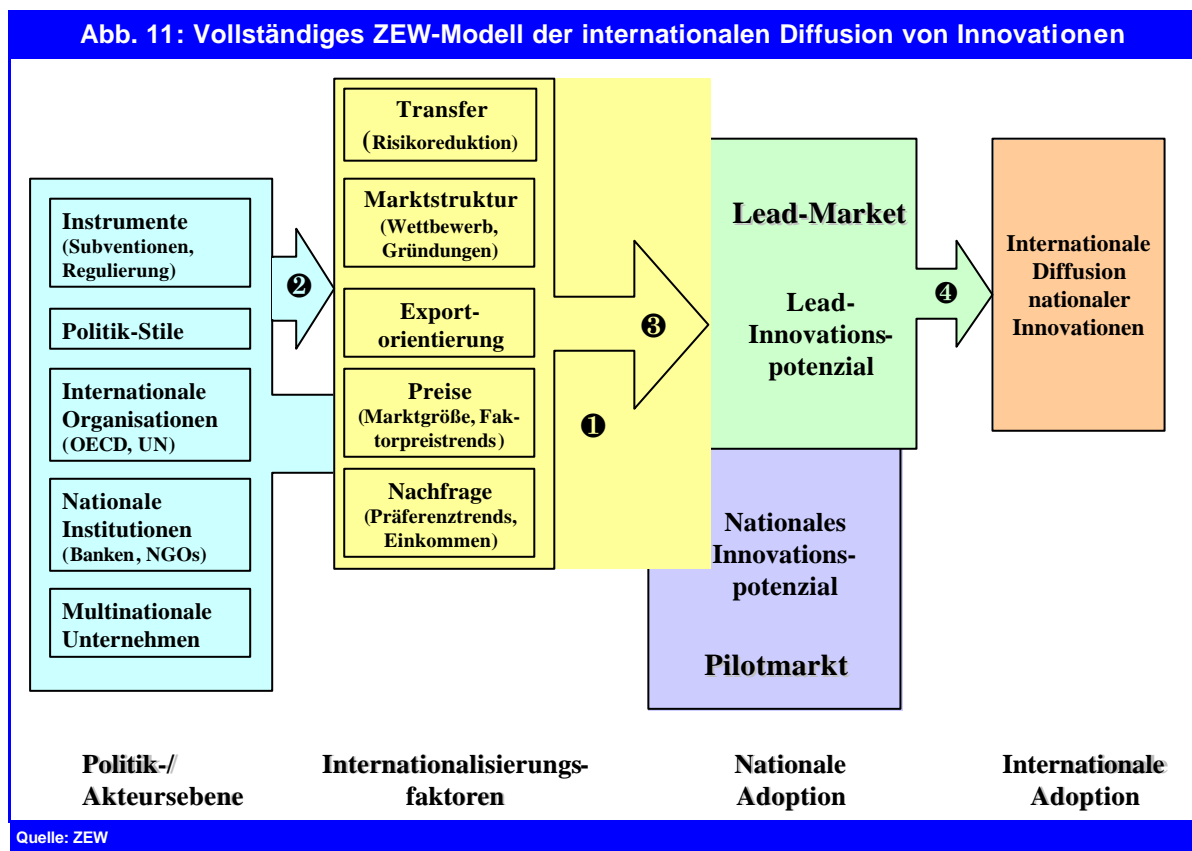 Abb. 11: Vollständiges ZEW-Modell der internationalen Diffusion von Innovationen
Instrumente
(Subventionen,
Regulierung)
Politik-Stile
Internationale
Organisationen
(OECD, UN)
Nationale
Institutionen
(Banken, NGOs)
Multinationale
Unternehmen
❷
Transfer
(Risikoreduktion)
Marktstruktur
(Wettbewerb,
Gründungen)
Export-
orientierung
Preise
(Marktgröße, Fak-
torpreistrends)
Nachfrage
(Präferenztrends,
Einkommen)
❸
❶
Lead-Market
Lead-
Innovations-
potenzial
Nationales
Innovations-
potenzial
Pilotmarkt
❹
Internationale
Diffusion
nationaler
Innovationen
Politik-/
Akteursebene
Internationalisierungs-
faktoren
Nationale
Adoption
Internationale
Adoption
Quelle: ZEW